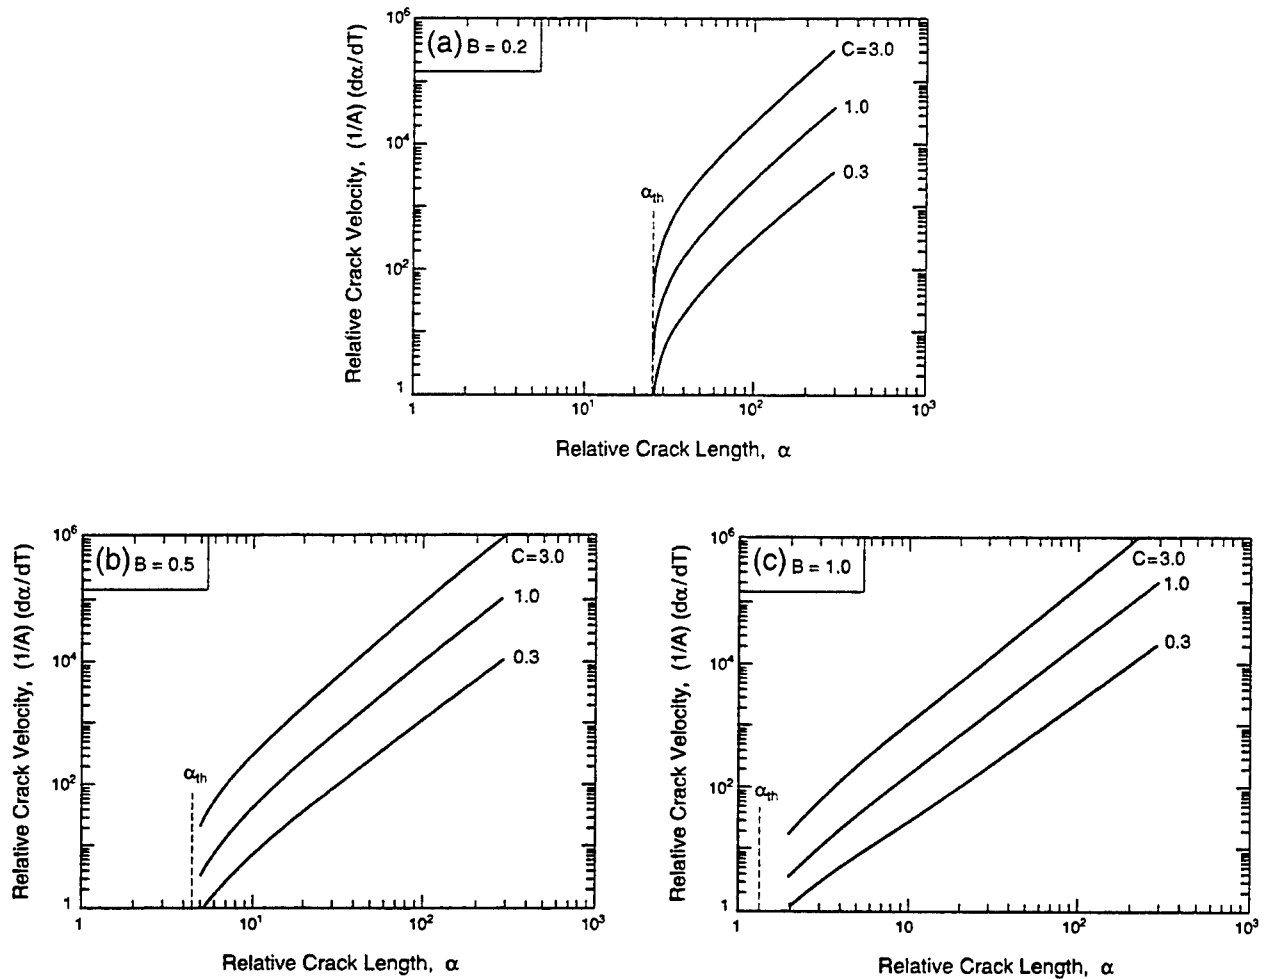 (a) B = 0.2
Relative Crack Velocity, (1/A) (dα/dT)
10⁶
10⁴
10²
1
C=3.0
1.0
0.3
αth
1
10¹
10²
10³
Relative Crack Length, α
(b) B = 0.5
Relative Crack Velocity, (1/A) (dα/dT)
10⁶
10⁴
10²
1
C=3.0
1.0
0.3
αth
1
10¹
10²
10³
Relative Crack Length, α
(c) B = 1.0
Relative Crack Velocity, (1/A) (dα/dT)
10⁶
10⁴
10²
1
C=3.0
1.0
0.3
αth
1
10
10²
10³
Relative Crack Length, α